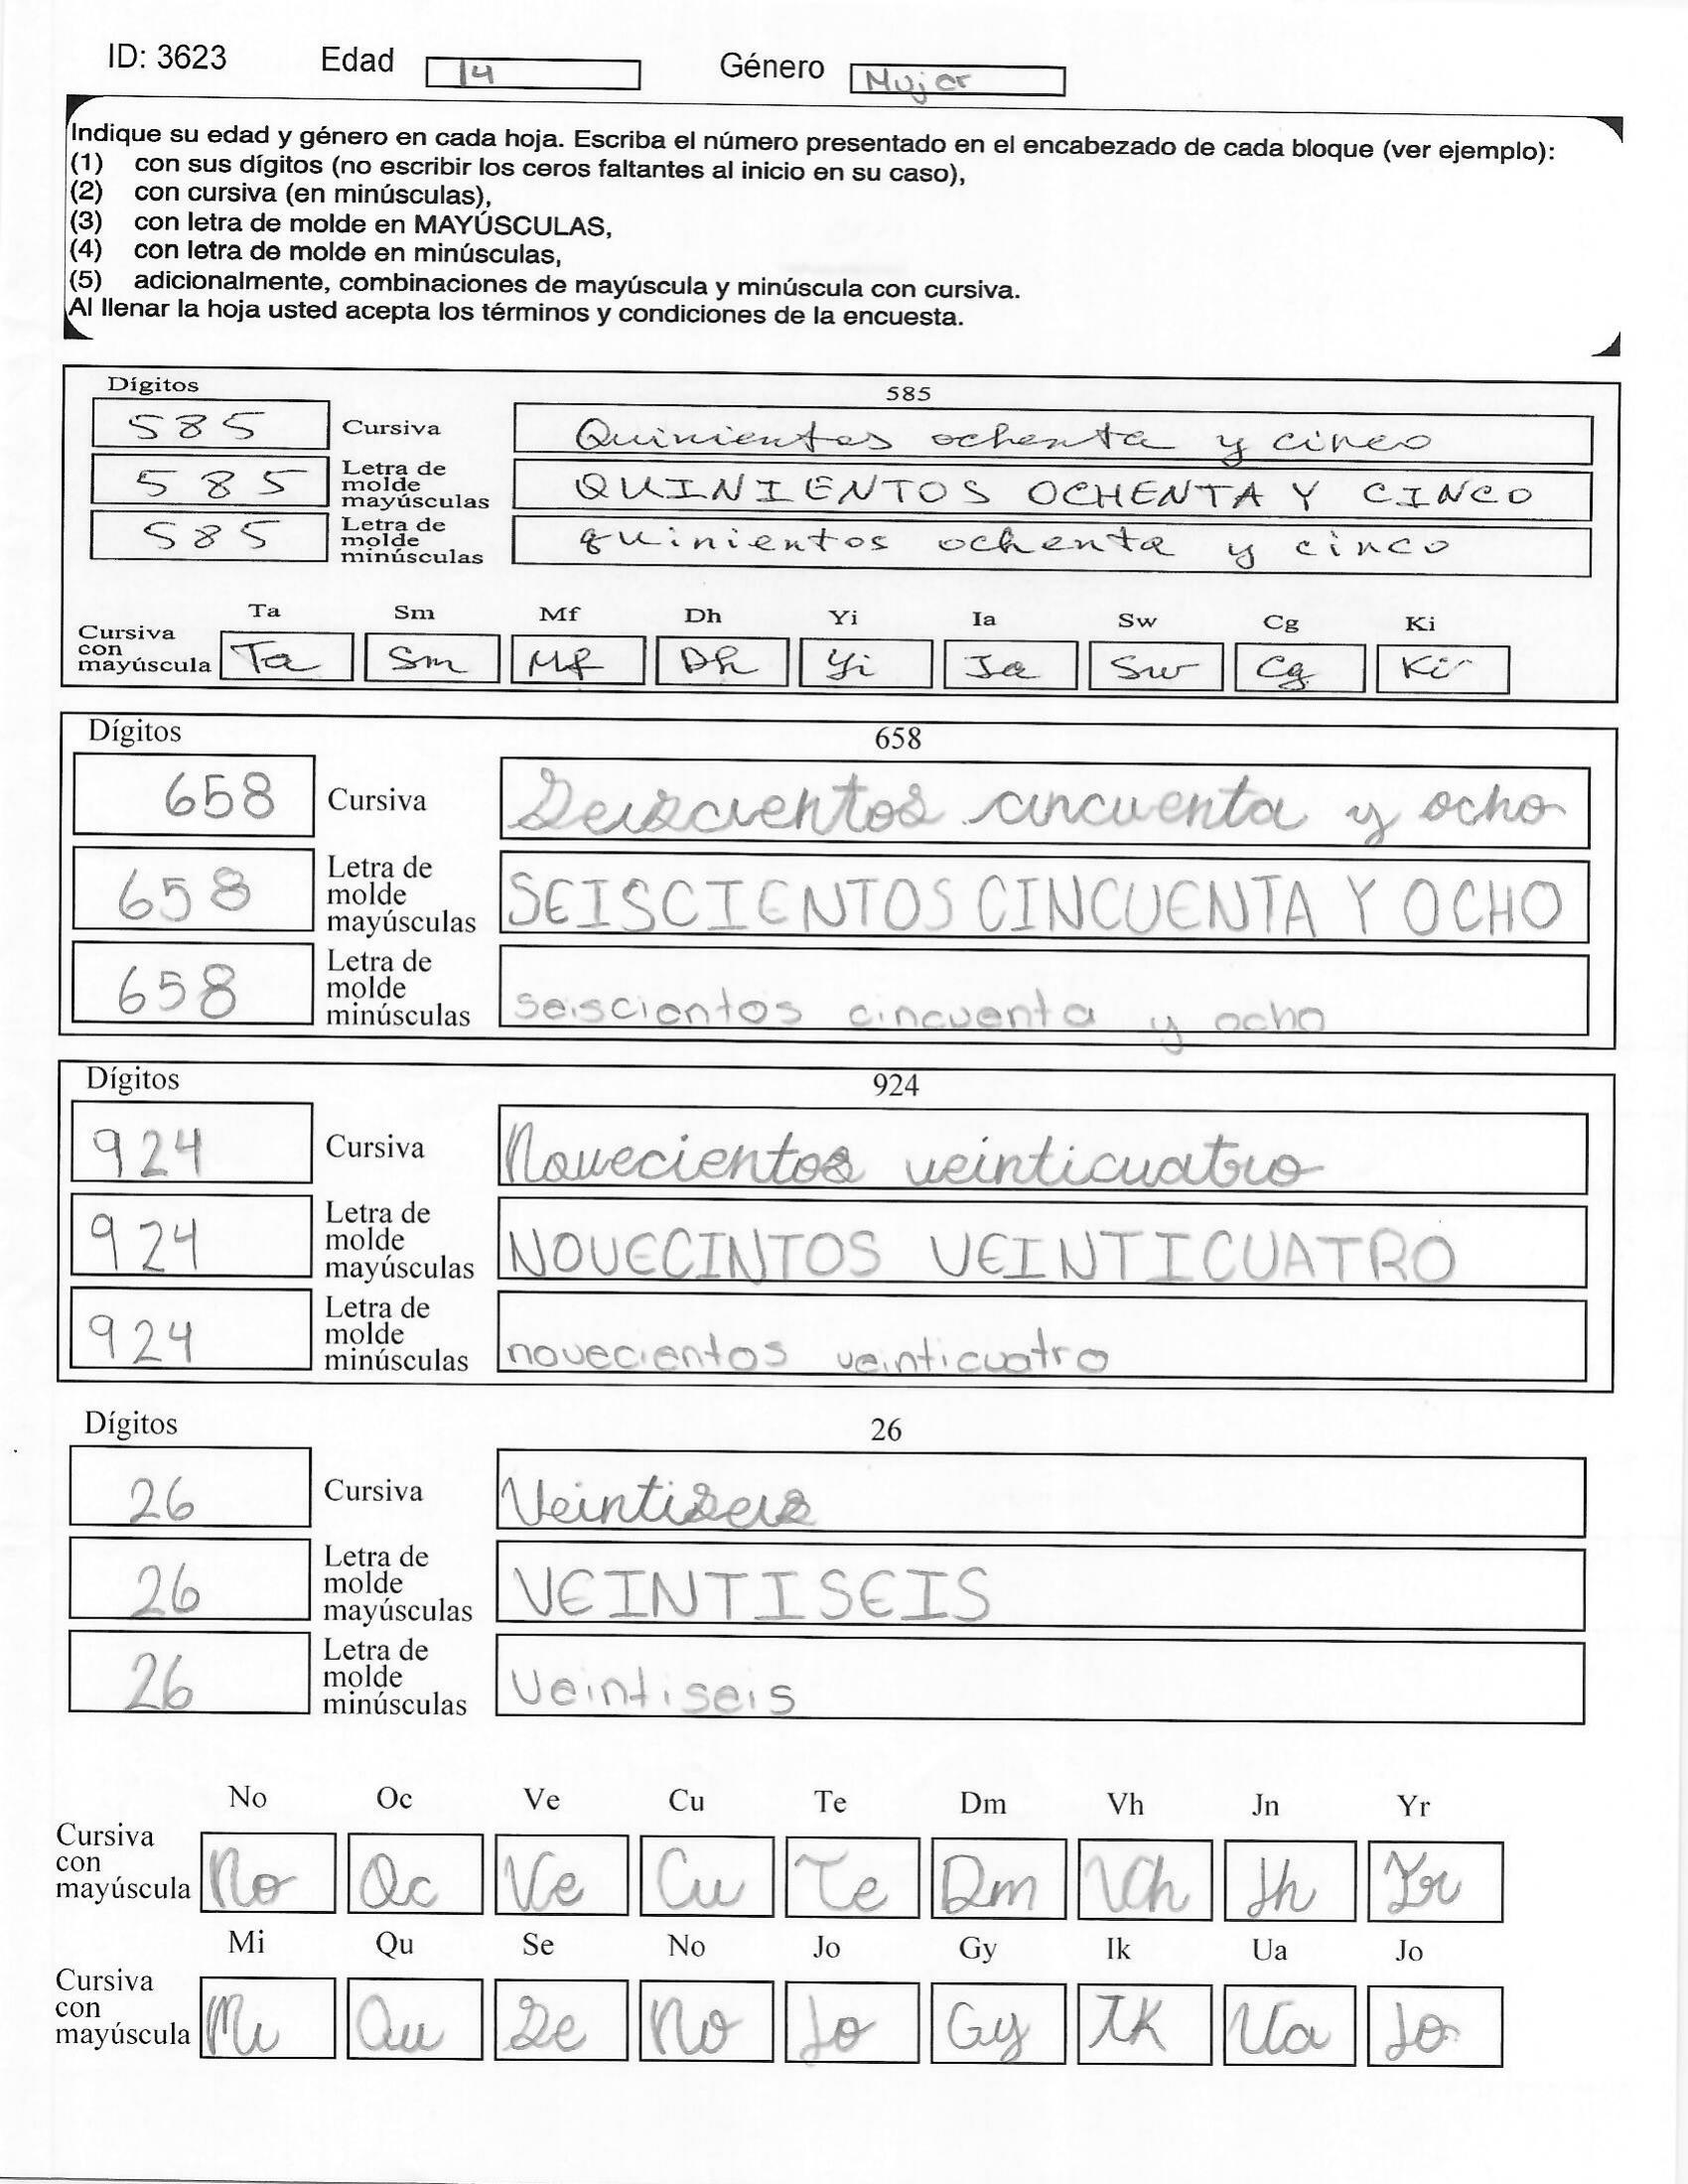 ID: 3623 Edad 14 Género Mujer
Indique su edad y género en cada hoja. Escriba el número presentado en el encabezado de cada bloque (ver ejemplo):
(1) con sus dígitos (no escribir los ceros faltantes al inicio en su caso),
(2) con cursiva (en minúsculas),
(3) con letra de molde en MAYÚSCULAS,
(4) con letra de molde en minúsculas,
(5) adicionalmente, combinaciones de mayúscula y minúscula con cursiva.
Al llenar la hoja usted acepta los términos y condiciones de la encuesta.
Dígitos 585
585 Cursiva Quinientos ochenta y cinco
585 Letra de molde mayúsculas QUINIENTOS OCHENTA Y CINCO
585 Letra de molde minúsculas quinientos ochenta y cinco
Ta Sm Mf Dh Yi Ia Sw Cg Ki
Cursiva con mayúscula Ta Sm Mf Dh Yi Ia Sw Cg Ki
Dígitos 658
658 Cursiva Seiscientos cincuenta y ocho
658 Letra de molde mayúsculas SEISCIENTOS CINCUENTA Y OCHO
658 Letra de molde minúsculas seiscientos cincuenta y ocho
Dígitos 924
924 Cursiva Novecientos veinticuatro
924 Letra de molde mayúsculas NOVECINTOS VEINTICUATRO
924 Letra de molde minúsculas novecientos veinticuatro
Dígitos 26
26 Cursiva Veintiseis
26 Letra de molde mayúsculas VEINTISEIS
26 Letra de molde minúsculas Veintiseis
No Oc Ve Cu Te Dm Vh Jn Yr
Cursiva con mayúscula No Oc Ve Cu Te Dm Vh Jh Yr
Mi Qu Se No Jo Gy Ik Ua Jo
Cursiva con mayúscula Mi Qu Se No Jo Gy Ik Ua Jo